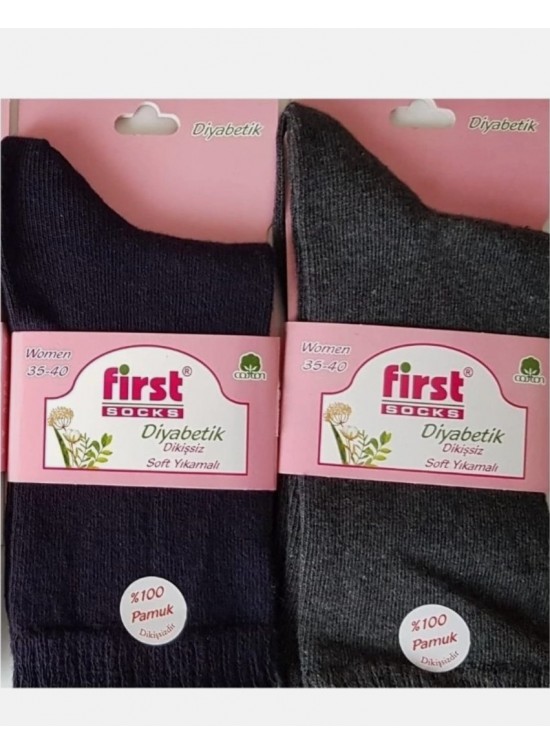 Diyabetik
Women
35-40
first®
SOCKS
COTTON
Diyabetik
Dikişsiz
Soft Yıkamalı
%100
Pamuk
Dikişsizdir
Diyabetik
Women
35-40
first®
SOCKS
COTTON
Diyabetik
Dikişsiz
Soft Yıkamalı
%100
Pamuk
Dikişsizdir